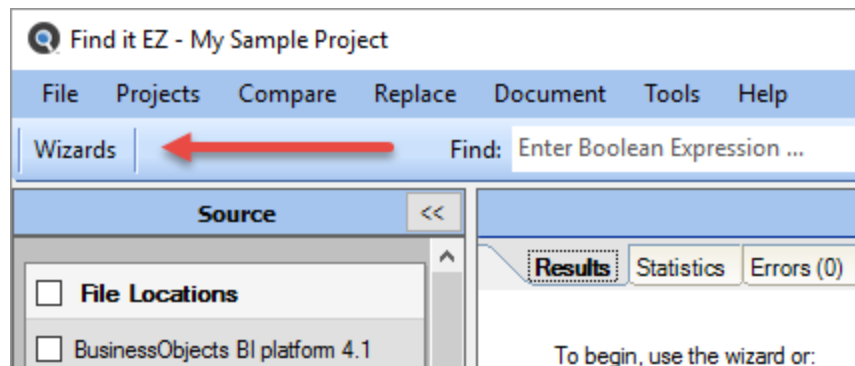 Find it EZ - My Sample Project
File Projects Compare Replace Document Tools Help
Wizards Find: Enter Boolean Expression ...
Source <<
Results Statistics Errors (0)
File Locations
BusinessObjects BI platform 4.1
To begin, use the wizard or: